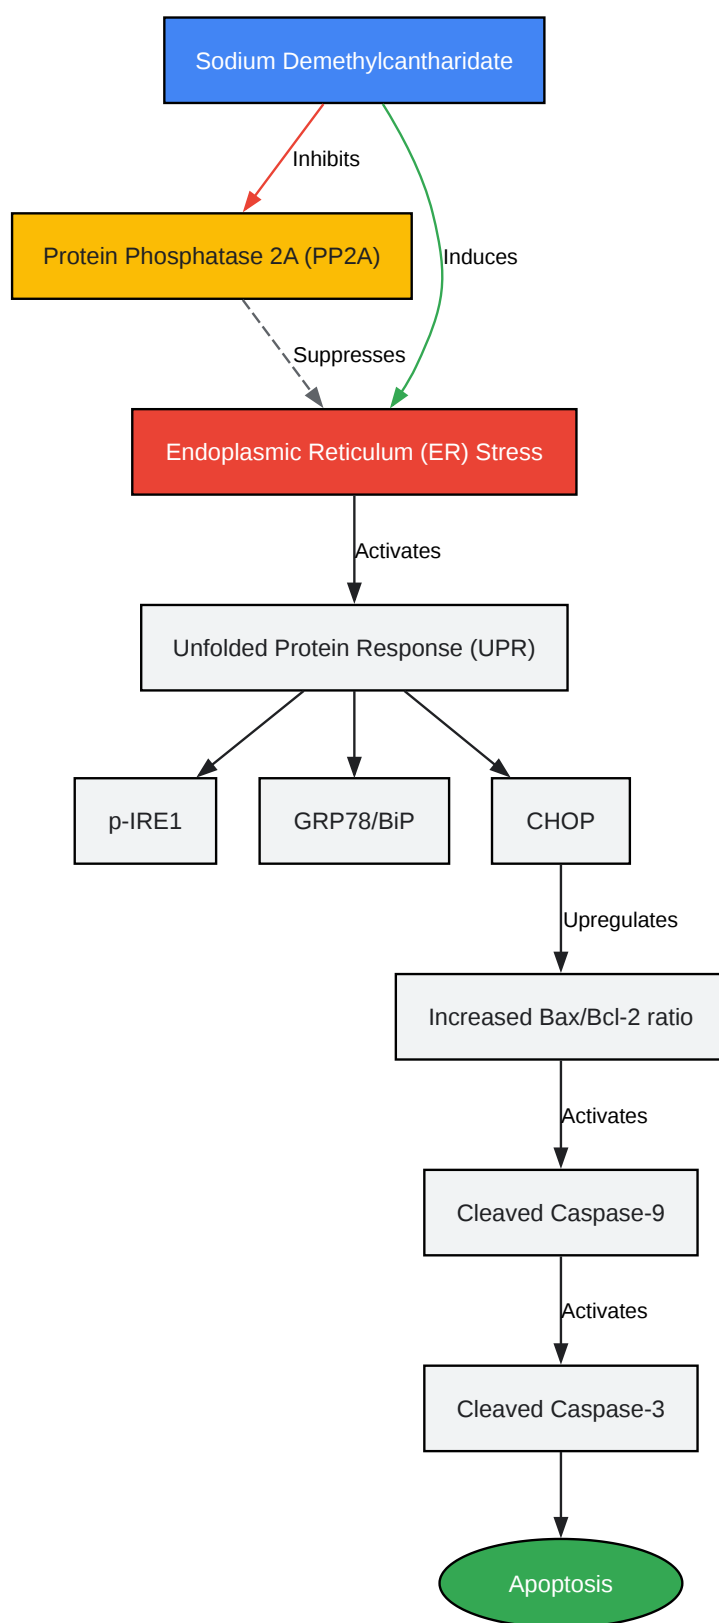 Sodium Demethylcantharidate
Inhibits
Protein Phosphatase 2A (PP2A)
Induces
Suppresses
Endoplasmic Reticulum (ER) Stress
Activates
Unfolded Protein Response (UPR)
p-IRE1
GRP78/BiP
CHOP
Upregulates
Increased Bax/Bcl-2 ratio
Activates
Cleaved Caspase-9
Activates
Cleaved Caspase-3
Apoptosis